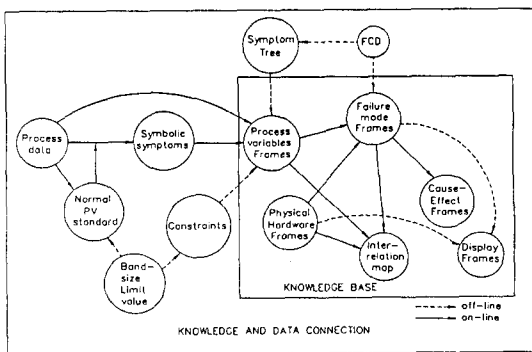 Symptom
Tree
FCD
Process
data
Symbolic
symptoms
Process
variables
Frames
Failure
mode
Frames
Normal
PV
standard
Constraints
Physical
Hardware
Frames
Cause-
Effect
Frames
Inter-
relation
map
Display
Frames
Band-
size
Limit
value
KNOWLEDGE BASE
off-line
on-line
KNOWLEDGE AND DATA CONNECTION